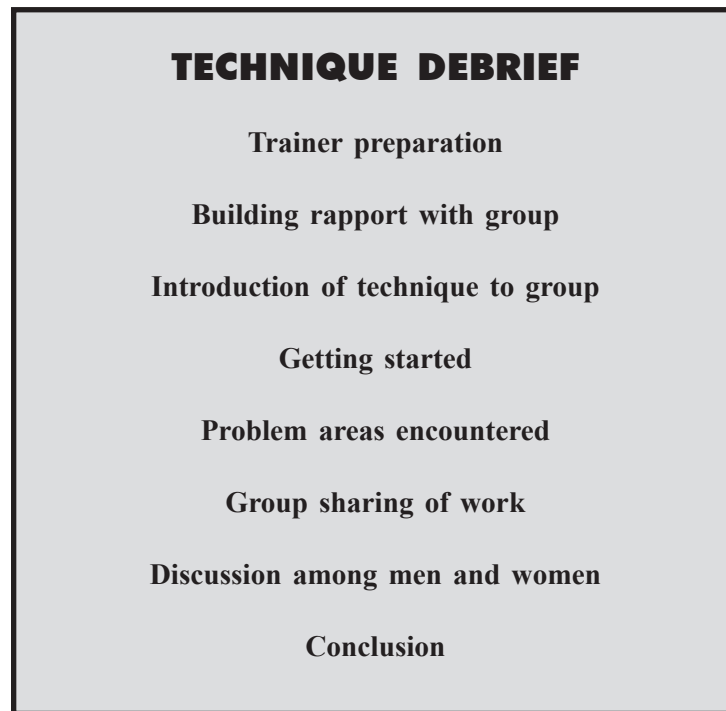 TECHNIQUE DEBRIEF
Trainer preparation
Building rapport with group
Introduction of technique to group
Getting started
Problem areas encountered
Group sharing of work
Discussion among men and women
Conclusion